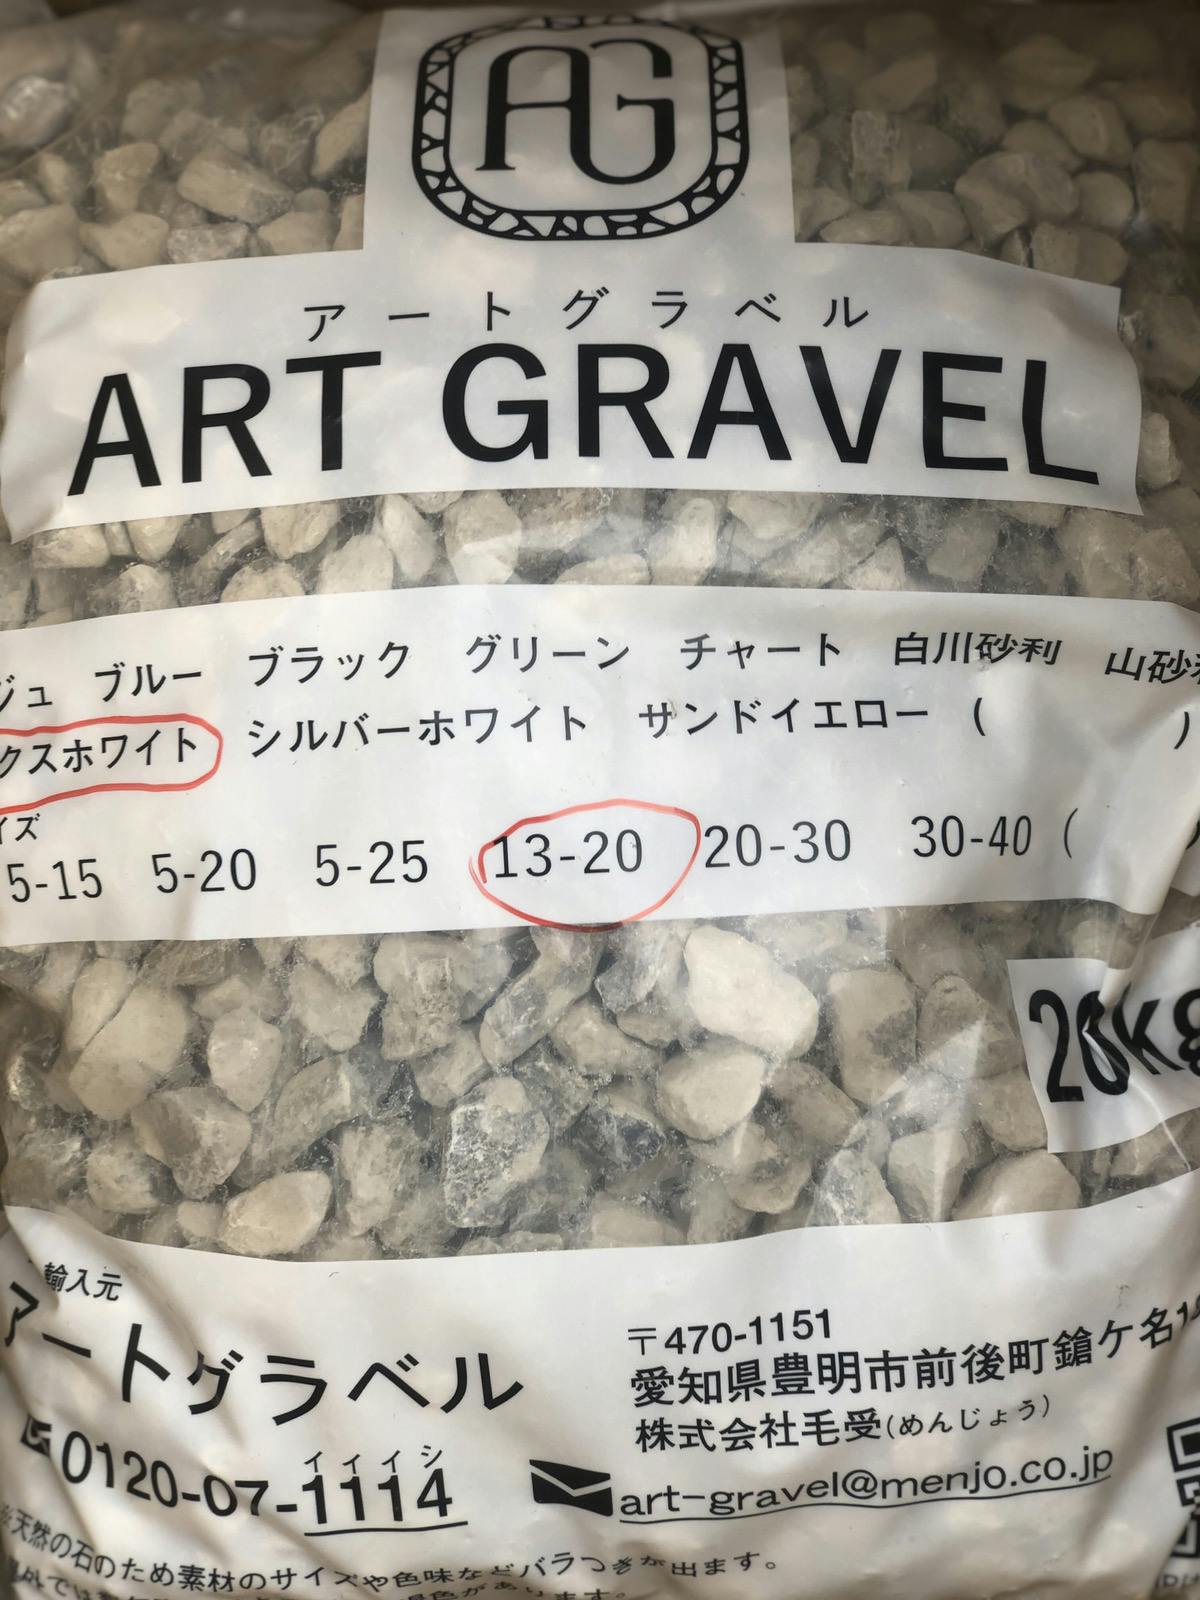 AG
アートグラベル
ART GRAVEL
ジュ ブルー ブラック グリーン チャート 白川砂利 山砂利
クスホワイト シルバーホワイト サンドイエロー ( )
イズ
5-15 5-20 5-25 13-20 20-30 30-40 (
20kg
輸入元
アートグラベル
イイイシ
0120-07-1114
〒470-1151
愛知県豊明市前後町鎗ケ名
株式会社毛受(めんじょう)
art-gravel@menjo.co.jp
※天然の石のため素材のサイズや色味などバラつきが出ます。